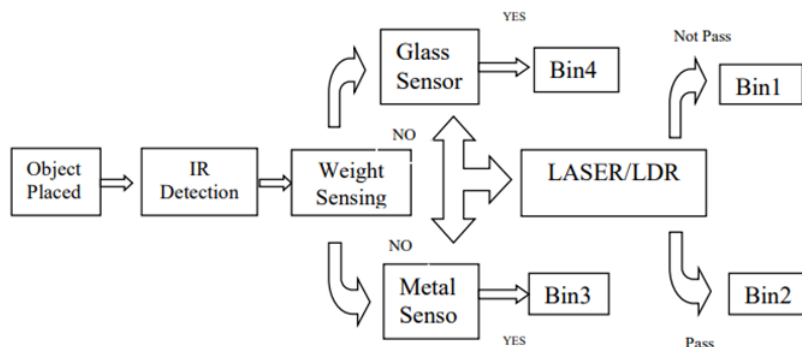 YES
Glass
Sensor
Bin4
Not Pass
Bin1
NO
Object
Placed
IR
Detection
Weight
Sensing
LASER/LDR
NO
Metal
Senso
Bin3
YES
Bin2
Pass